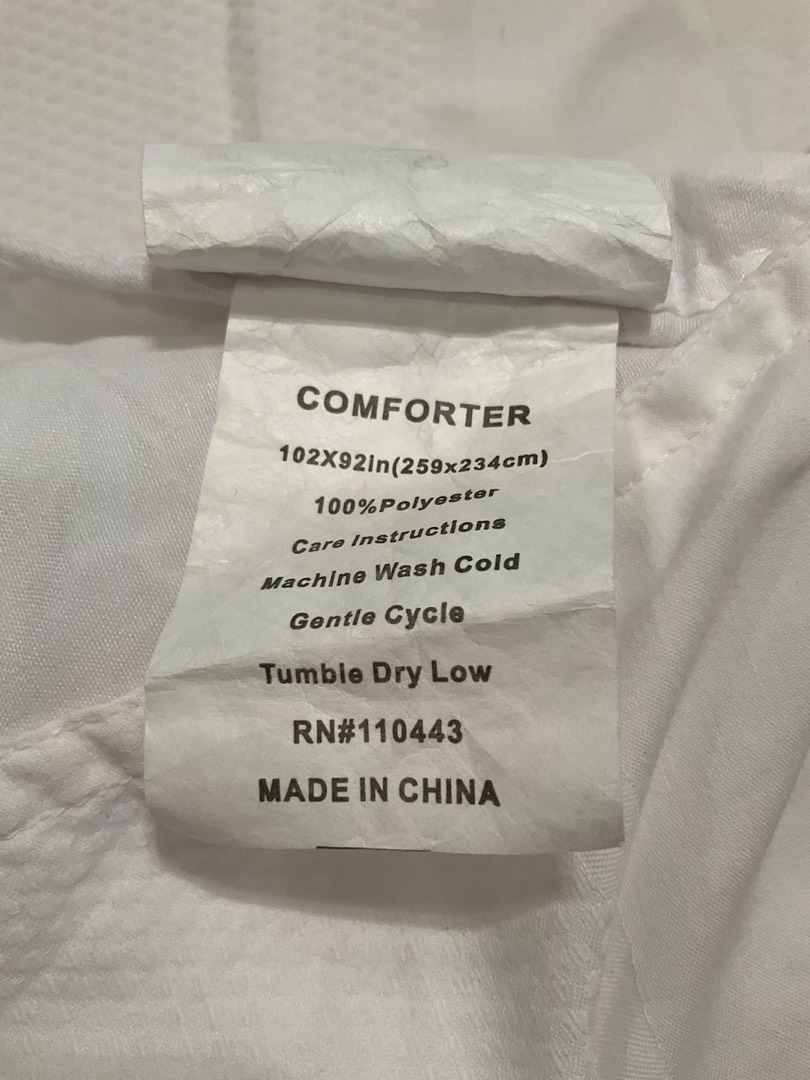 COMFORTER
102X92in(259x234cm)
100%Polyester
Care Instructions
Machine Wash Cold
Gentle Cycle
Tumble Dry Low
RN#110443
MADE IN CHINA